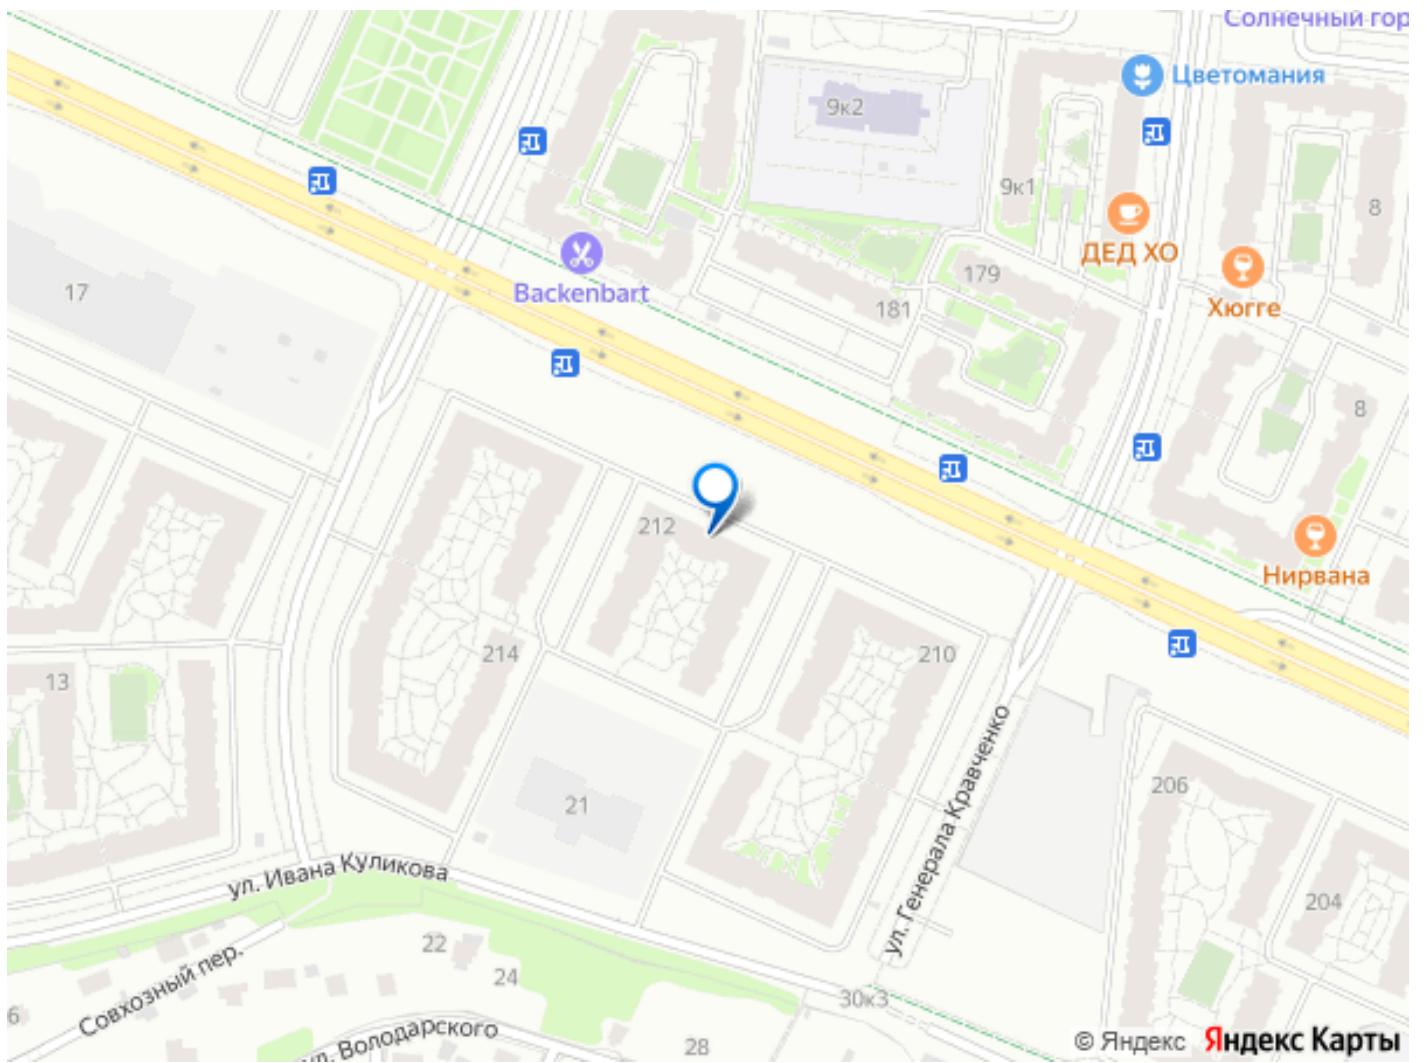 Солнечный гор
Цветомания
9к2
9к1
8
ДЕД ХО
179
17
Backenbart
181
Хюгге
8
212
Нирвана
214
210
13
206
21
ул. Генерала Кравченко
ул. Ивана Куликова
204
22
24
Совхозный пер.
6
30к3
ул. Володарского
28
© Яндекс Яндекс Карты